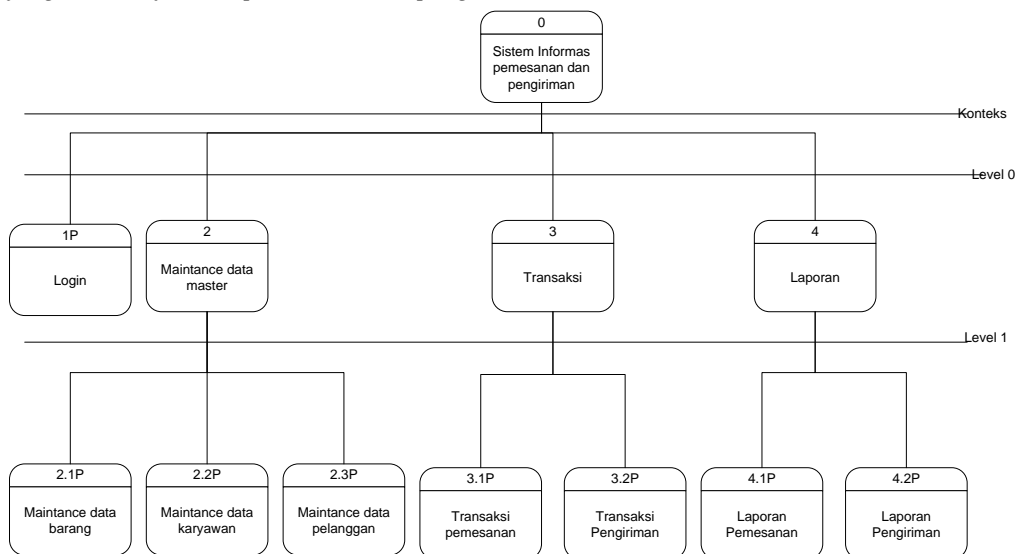 0
Sistem Informas
pemesanan dan
pengiriman
Konteks
Level 0
1P
Login
2
Maintance data
master
3
Transaksi
4
Laporan
Level 1
2.1P
Maintance data
barang
2.2P
Maintance data
karyawan
2.3P
Maintance data
pelanggan
3.1P
Transaksi
pemesanan
3.2P
Transaksi
Pengiriman
4.1P
Laporan
Pemesanan
4.2P
Laporan
Pengiriman